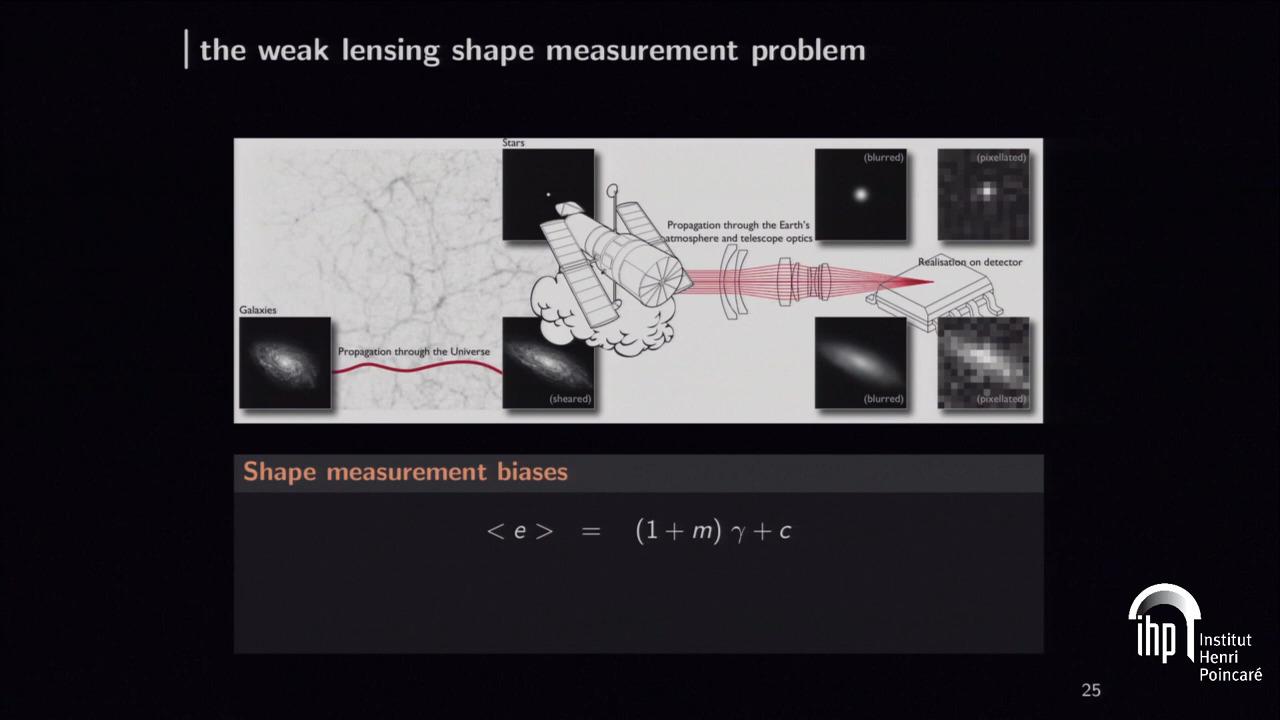 the weak lensing shape measurement problem
Stars
(blurred)
(pixellated)
Propagation through the Earth's
atmosphere and telescope optics
Realisation on detector
Galaxies
Propagation through the Universe
(sheared)
(blurred)
(pixellated)
Shape measurement biases
< e > = (1 + m) γ + c
ihp
Institut
Henri
Poincaré
25